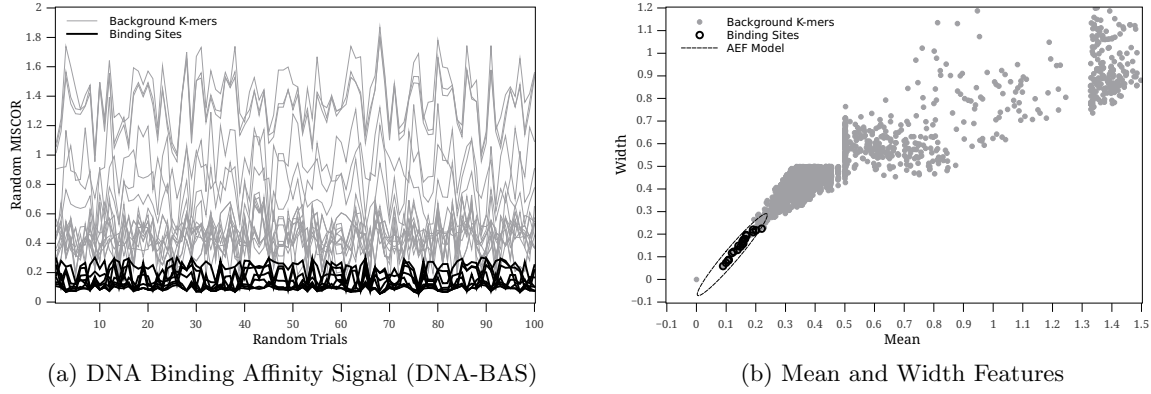 Background K-mers
Binding Sites
Random MISCOR
0
0.2
0.4
0.6
0.8
1
1.2
1.4
1.6
1.8
2
10 20 30 40 50 60 70 80 90 100
Random Trials
(a) DNA Binding Affinity Signal (DNA-BAS)
Background K-mers
Binding Sites
AEF Model
Width
−0.1
0
0.1
0.2
0.3
0.4
0.5
0.6
0.7
0.8
0.9
1
1.1
1.2
−0.1 0 0.1 0.2 0.3 0.4 0.5 0.6 0.7 0.8 0.9 1 1.1 1.2 1.3 1.4 1.5
Mean
(b) Mean and Width Features